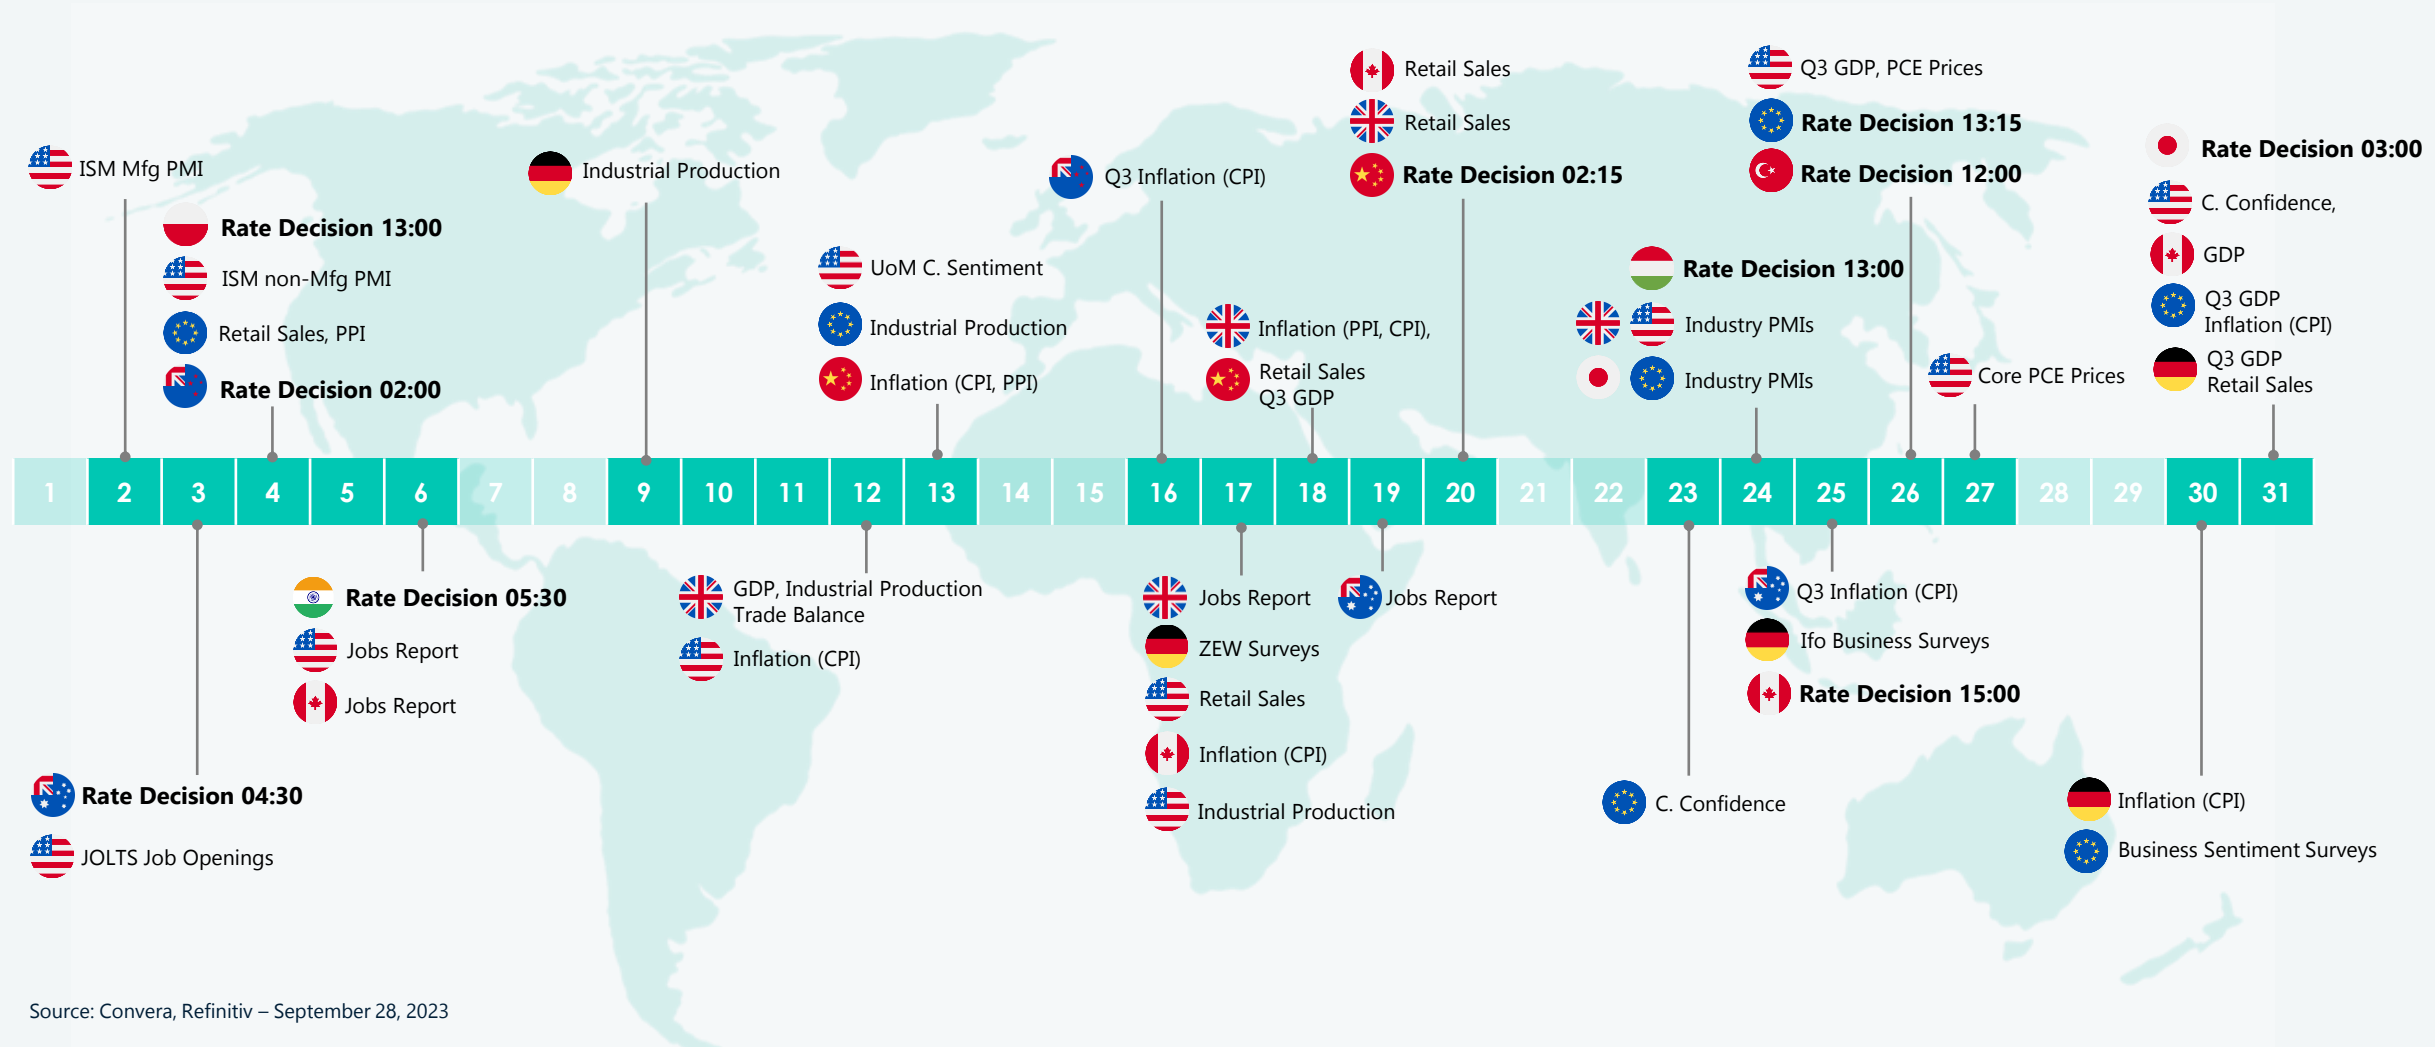 ISM Mfg PMI
Rate Decision 13:00
ISM non-Mfg PMI
Retail Sales, PPI
Rate Decision 02:00
Industrial Production
UoM C. Sentiment
Industrial Production
Inflation (CPI, PPI)
Q3 Inflation (CPI)
Inflation (PPI, CPI),
Retail Sales
Q3 GDP
Retail Sales
Retail Sales
Rate Decision 02:15
Rate Decision 13:00
Industry PMIs
Industry PMIs
Q3 GDP, PCE Prices
Rate Decision 13:15
Rate Decision 12:00
Core PCE Prices
Rate Decision 03:00
C. Confidence,
GDP
Q3 GDP
Inflation (CPI)
Q3 GDP
Retail Sales
1 2 3 4 5 6 7 8 9 10 11 12 13 14 15 16 17 18 19 20 21 22 23 24 25 26 27 28 29 30 31
Rate Decision 04:30
JOLTS Job Openings
Rate Decision 05:30
Jobs Report
Jobs Report
GDP, Industrial Production
Trade Balance
Inflation (CPI)
Jobs Report
ZEW Surveys
Retail Sales
Inflation (CPI)
Industrial Production
Jobs Report
C. Confidence
Q3 Inflation (CPI)
Ifo Business Surveys
Rate Decision 15:00
Inflation (CPI)
Business Sentiment Surveys
Source: Convera, Refinitiv – September 28, 2023